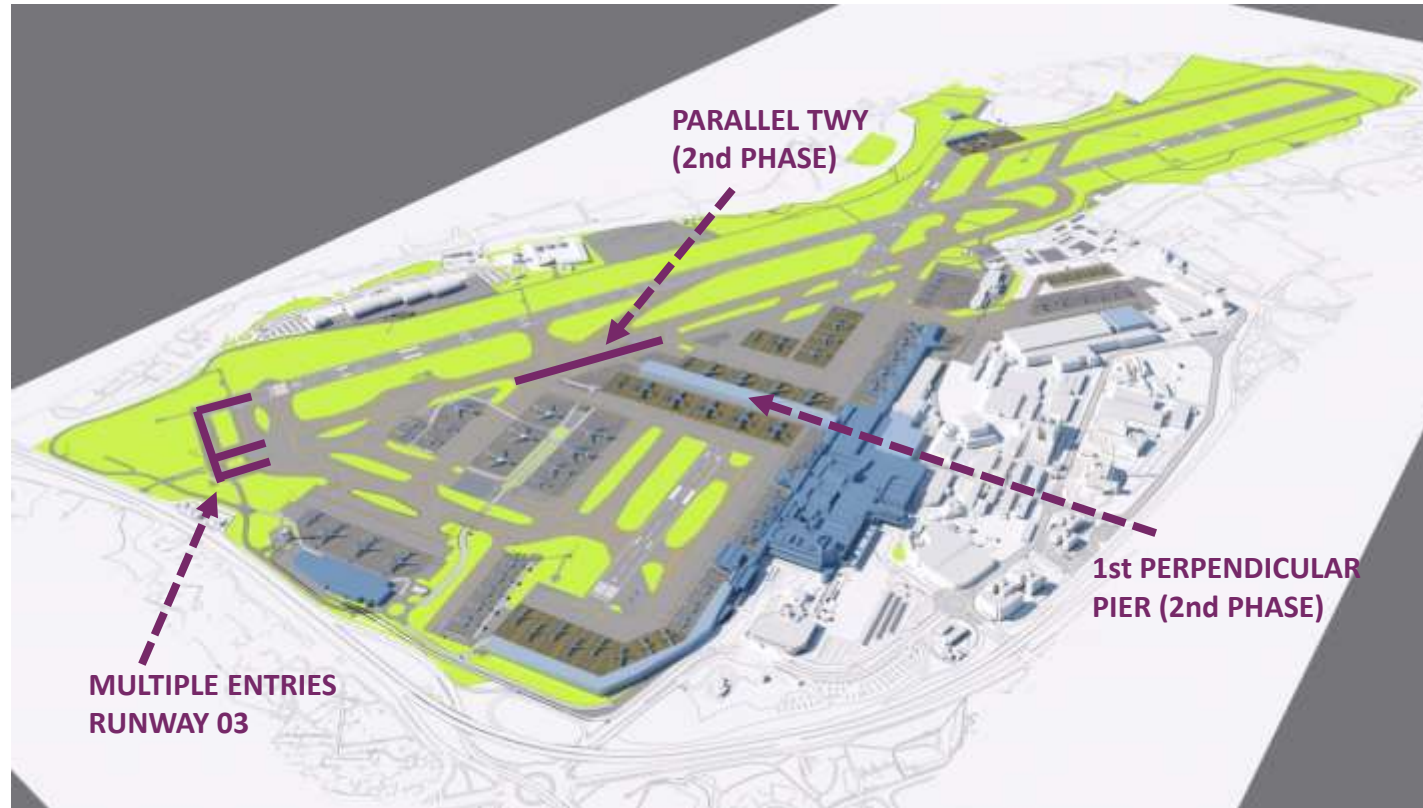 PARALLEL TWY
(2nd PHASE)
1st PERPENDICULAR
PIER (2nd PHASE)
MULTIPLE ENTRIES
RUNWAY 03